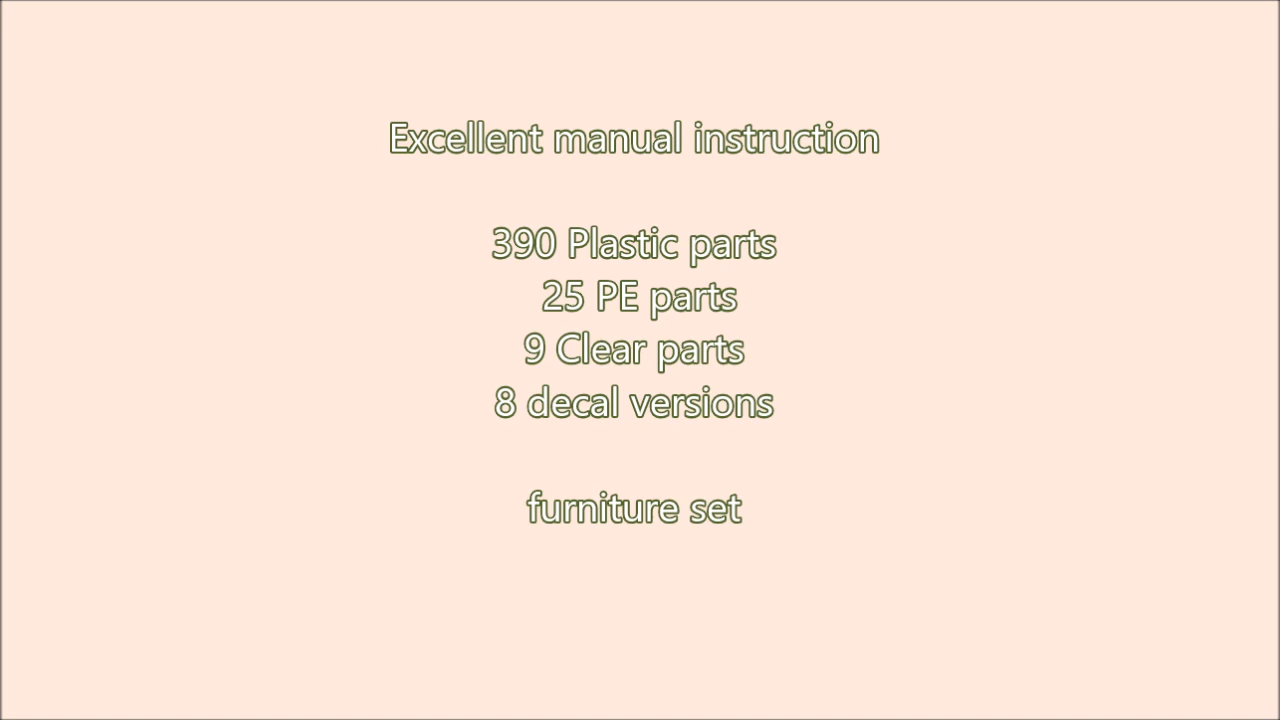 Excellent manual instruction
390 Plastic parts
25 PE parts
9 Clear parts
8 decal versions
furniture set